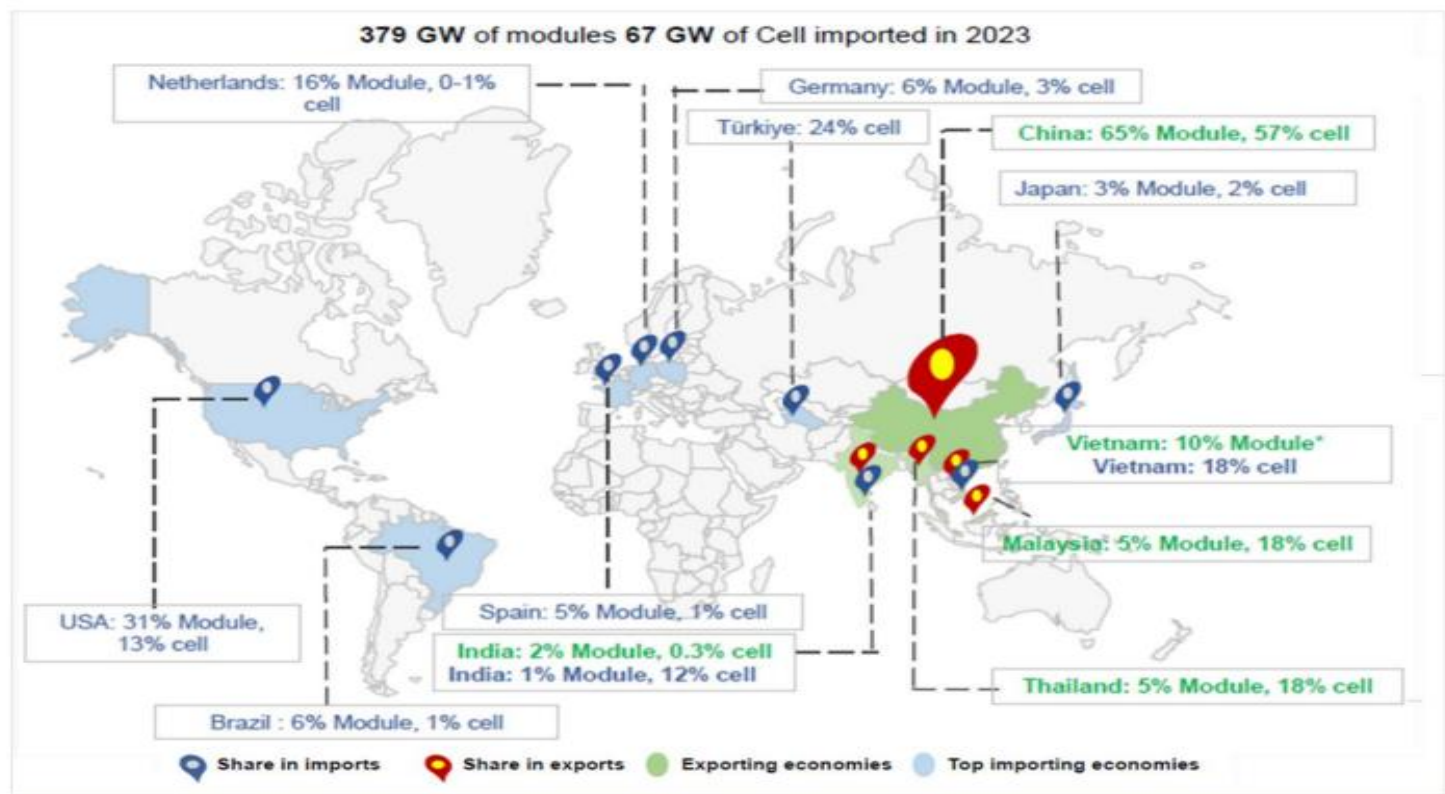 379 GW of modules 67 GW of Cell imported in 2023
Netherlands: 16% Module, 0-1%
cell
Germany: 6% Module, 3% cell
Türkiye: 24% cell
China: 65% Module, 57% cell
Japan: 3% Module, 2% cell
Vietnam: 10% Module*
Vietnam: 18% cell
Malaysia: 5% Module, 18% cell
USA: 31% Module,
13% cell
Spain: 5% Module, 1% cell
India: 2% Module, 0.3% cell
India: 1% Module, 12% cell
Thailand: 5% Module, 18% cell
Brazil : 6% Module, 1% cell
Share in imports
Share in exports
Exporting economies
Top importing economies